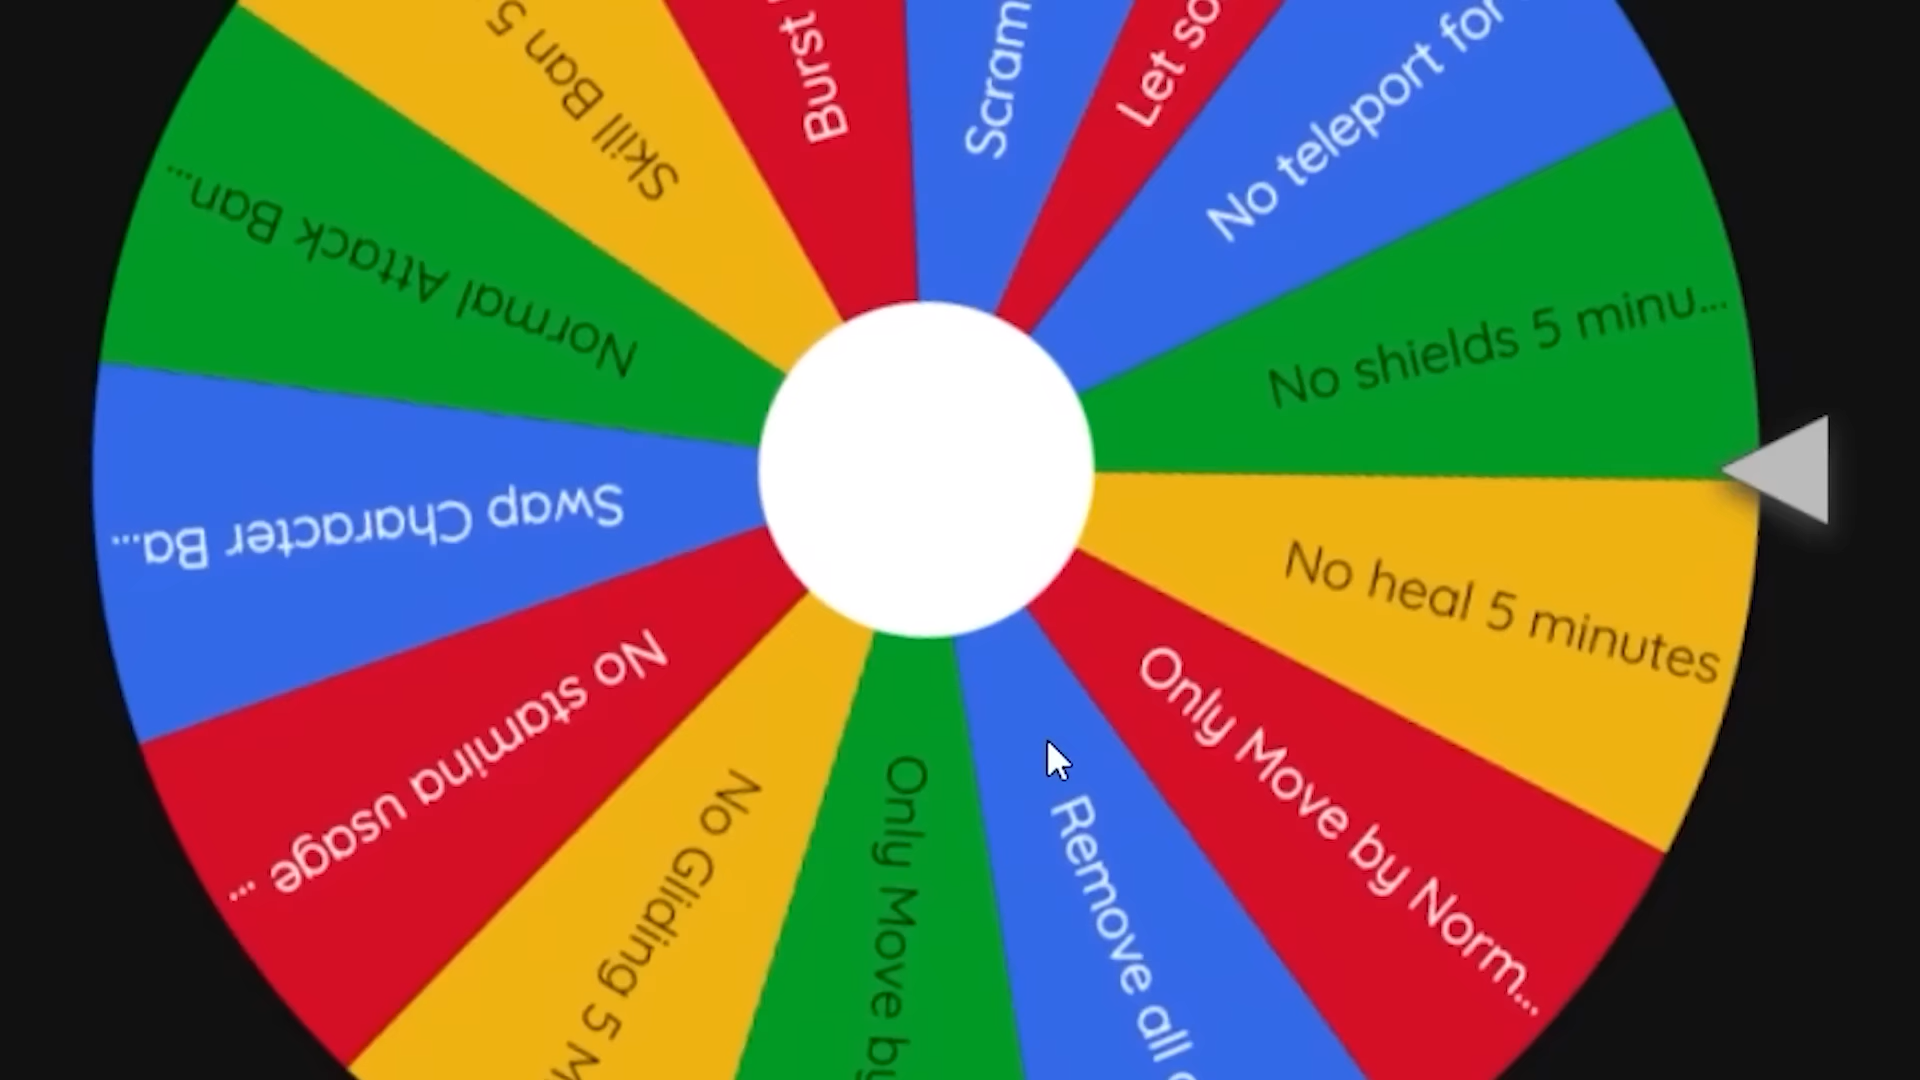 Skill Ban 5
Burst
Scram
Let so
No teleport for
No shields 5 minu...
No heal 5 minutes
Only Move by Norm...
Remove all
Only Move by
No Gliding 5 M
No stamina usage ...
Swap Character Ba...
Normal Attack Ban...